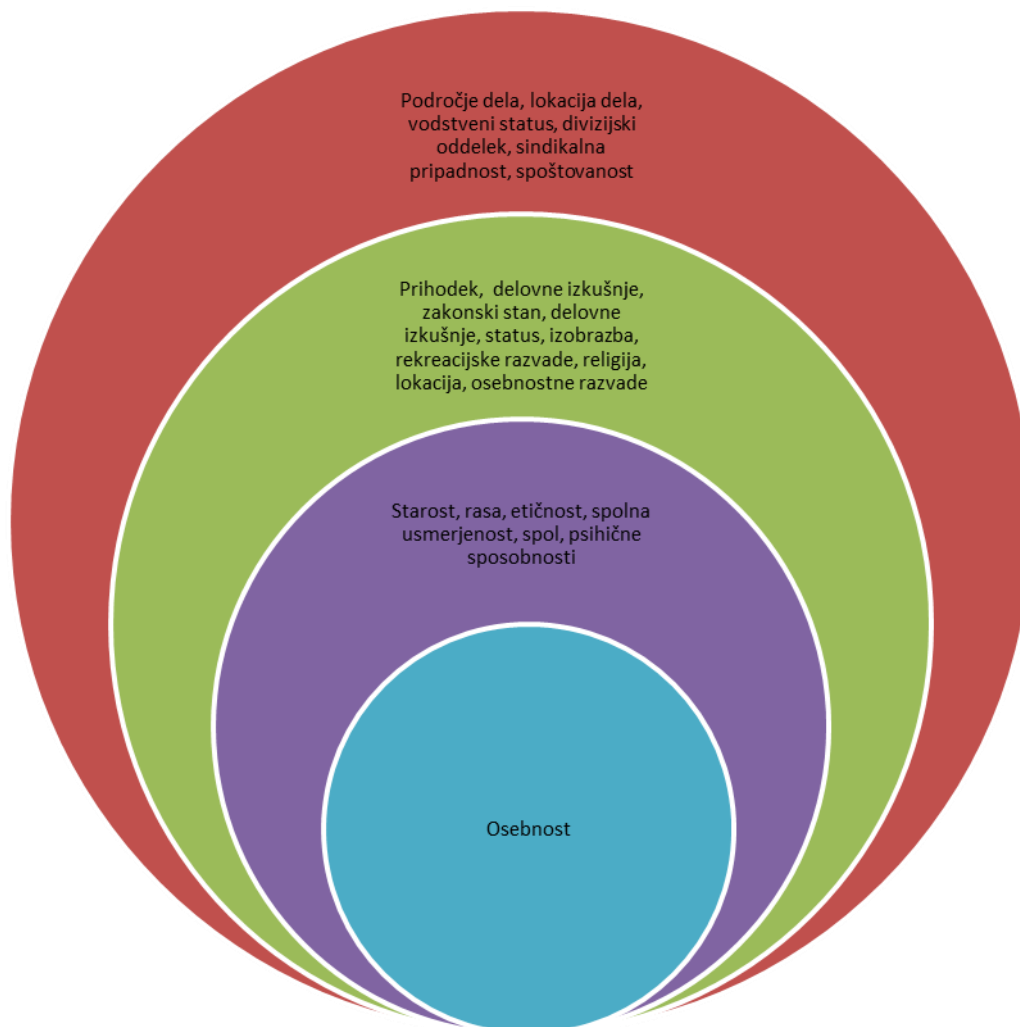 Področje dela, lokacija dela,
vodstveni status, divizijski
oddelek, sindikalna
pripadnost, spoštovanost
Prihodek, delovne izkušnje,
zakonski stan, delovne
izkušnje, status, izobrazba,
rekreacijske razvade, religija,
lokacija, osebnostne razvade
Starost, rasa, etičnost, spolna
usmerjenost, spol, psihične
sposobnosti
Osebnost